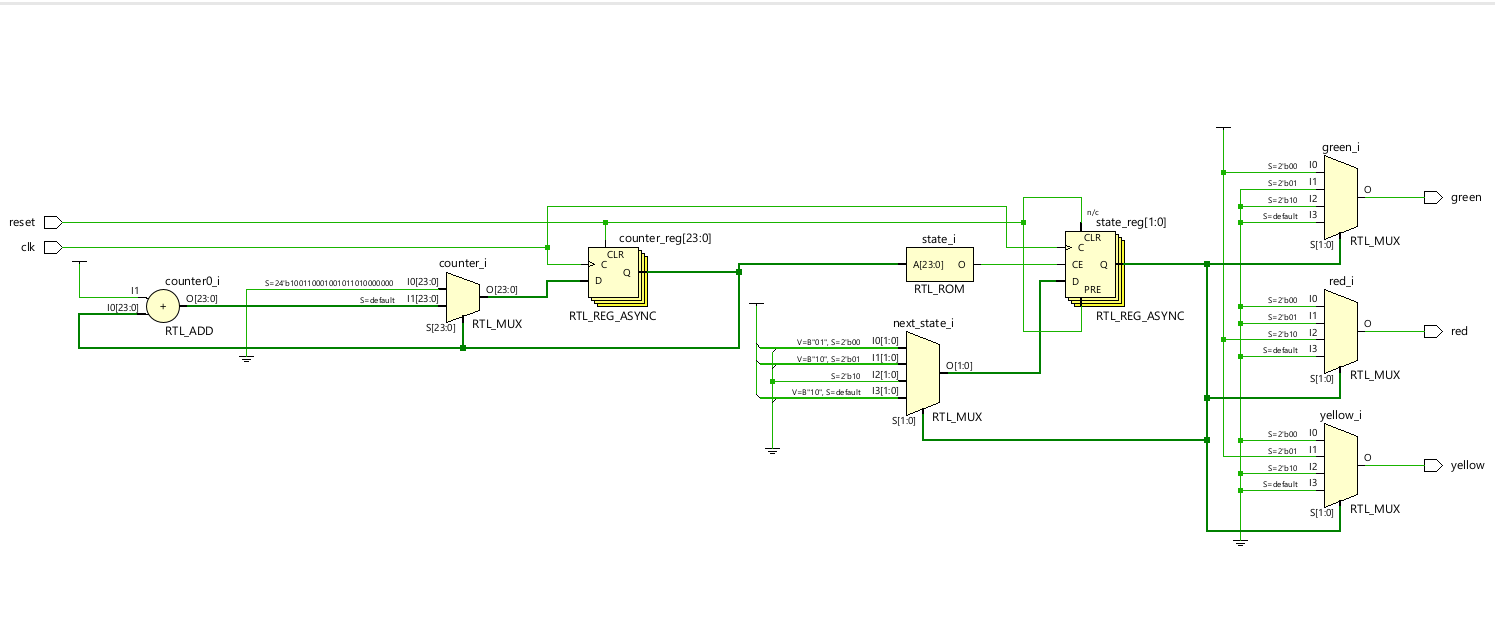 green_i
S=2'b00 I0
S=2'b01 I1
S=2'b10 I2
S=default I3
O
S[1:0]
RTL_MUX
green
reset
clk
counter0_i
I1
I0[23:0]
+
O[23:0]
RTL_ADD
counter_i
S=24'b100110001001011010000000 I0[23:0]
S=default I1[23:0]
O[23:0]
S[23:0]
RTL_MUX
counter_reg[23:0]
CLR
C
Q
D
RTL_REG_ASYNC
state_i
A[23:0] O
RTL_ROM
n/c
state_reg[1:0]
CLR
C
CE Q
D
PRE
RTL_REG_ASYNC
next_state_i
V=B"01", S=2'b00 I0[1:0]
V=B"10", S=2'b01 I1[1:0]
S=2'b10 I2[1:0]
V=B"10", S=default I3[1:0]
O[1:0]
S[1:0]
RTL_MUX
red_i
S=2'b00 I0
S=2'b01 I1
S=2'b10 I2
S=default I3
O
S[1:0]
RTL_MUX
red
yellow_i
S=2'b00 I0
S=2'b01 I1
S=2'b10 I2
S=default I3
O
S[1:0]
RTL_MUX
yellow